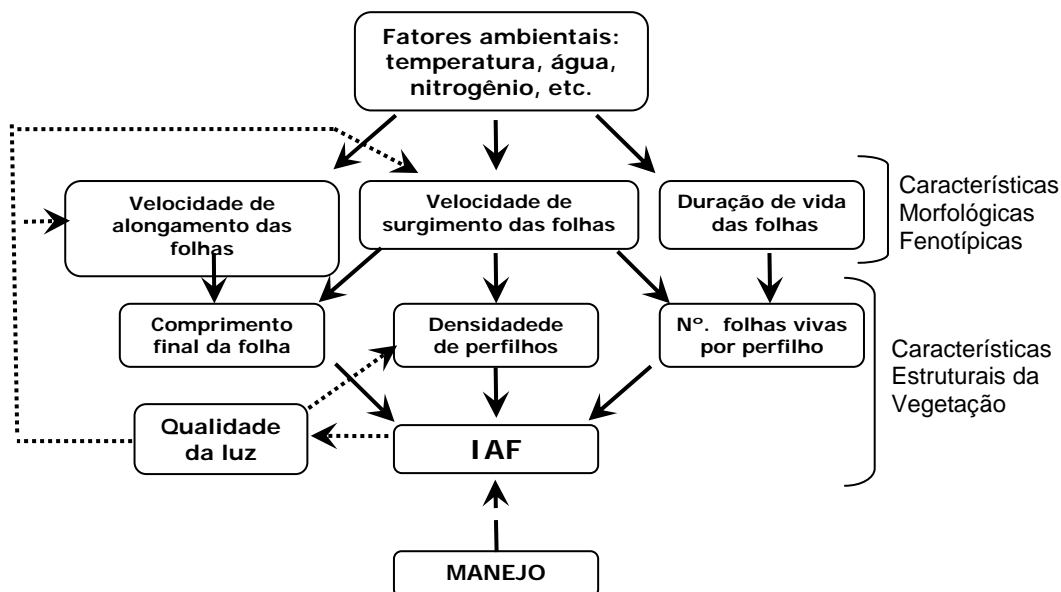 Fatores ambientais:
temperatura, água,
nitrogênio, etc.
Velocidade de
alongamento das
folhas
Velocidade de
surgimento das folhas
Duração de vida
das folhas
Características
Morfológicas
Fenotípicas
Comprimento
final da folha
Densidadede
de perfilhos
Nº. folhas vivas
por perfilho
Características
Estruturais da
Vegetação
Qualidade
da luz
IAF
MANEJO